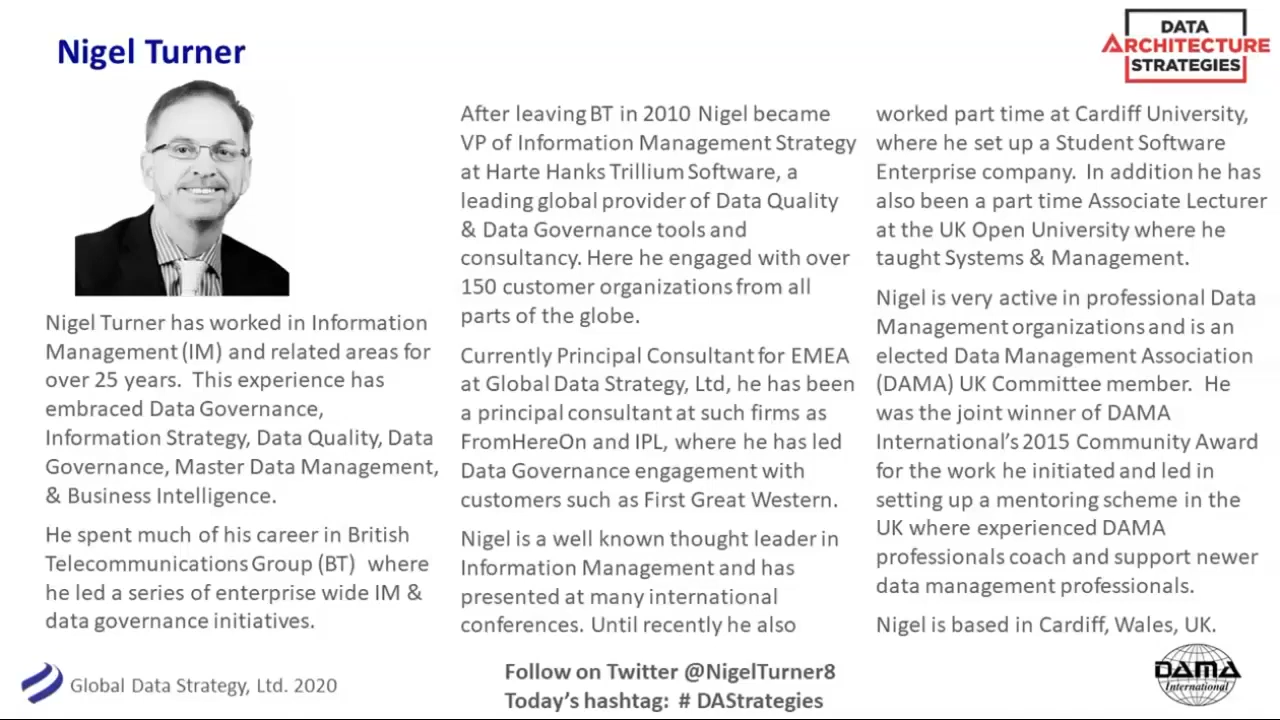 Nigel Turner
DATA
ARCHITECTURE
STRATEGIES
Nigel Turner has worked in Information
Management (IM) and related areas for
over 25 years. This experience has
embraced Data Governance,
Information Strategy, Data Quality, Data
Governance, Master Data Management,
& Business Intelligence.
He spent much of his career in British
Telecommunications Group (BT) where
he led a series of enterprise wide IM &
data governance initiatives.
After leaving BT in 2010 Nigel became
VP of Information Management Strategy
at Harte Hanks Trillium Software, a
leading global provider of Data Quality
& Data Governance tools and
consultancy. Here he engaged with over
150 customer organizations from all
parts of the globe.
Currently Principal Consultant for EMEA
at Global Data Strategy, Ltd, he has been
a principal consultant at such firms as
FromHereOn and IPL, where he has led
Data Governance engagement with
customers such as First Great Western.
Nigel is a well known thought leader in
Information Management and has
presented at many international
conferences. Until recently he also
worked part time at Cardiff University,
where he set up a Student Software
Enterprise company. In addition he has
also been a part time Associate Lecturer
at the UK Open University where he
taught Systems & Management.
Nigel is very active in professional Data
Management organizations and is an
elected Data Management Association
(DAMA) UK Committee member. He
was the joint winner of DAMA
International's 2015 Community Award
for the work he initiated and led in
setting up a mentoring scheme in the
UK where experienced DAMA
professionals coach and support newer
data management professionals.
Nigel is based in Cardiff, Wales, UK.
Global Data Strategy, Ltd. 2020
Follow on Twitter @NigelTurner8
Today's hashtag: # DAStrategies
DAMA
International